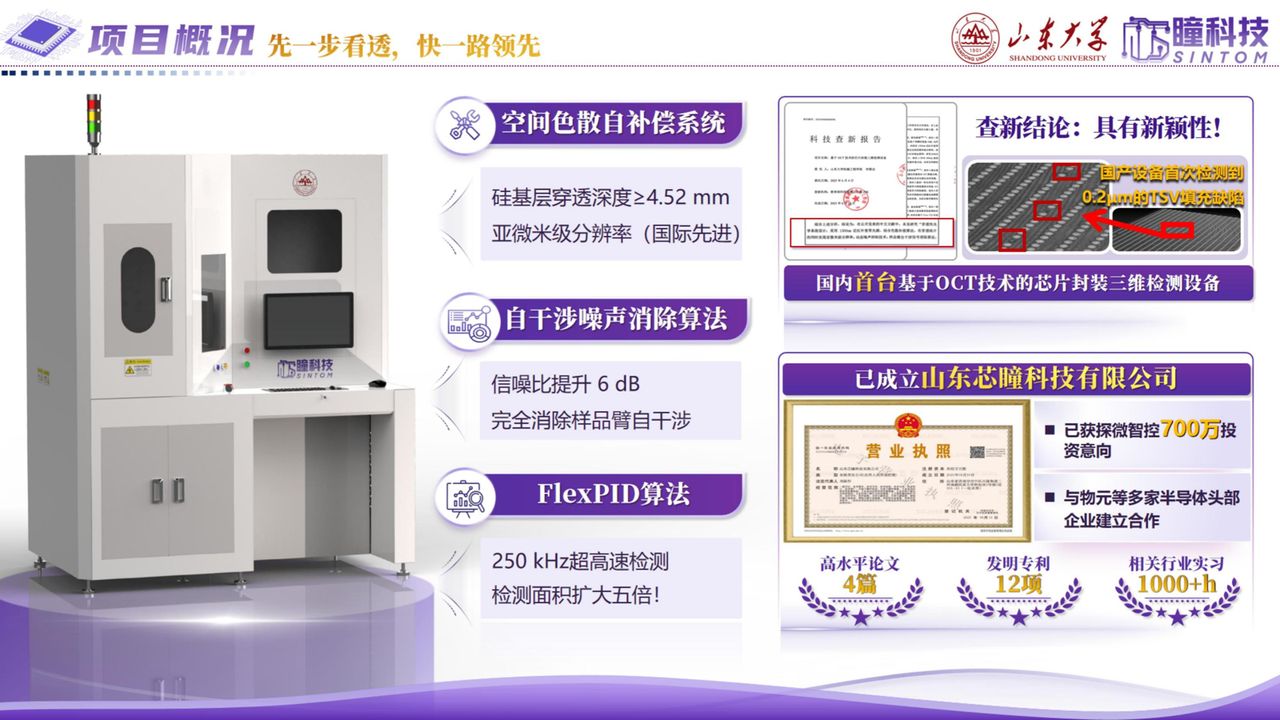 项目概况
先一步看透，快一路领先
山东大学
SHANDONG UNIVERSITY
瞳科技
SINTOM
空间色散自补偿系统
硅基层穿透深度≥4.52 mm
亚微米级分辨率（国际先进）
自干涉噪声消除算法
信噪比提升 6 dB
完全消除样品臂自干涉
FlexPID算法
250 kHz超高速检测
检测面积扩大五倍！
瞳科技
SINTOM
科技查新报告
查新结论：具有新颖性！
国产设备首次检测到
0.2μm的TSV填充缺陷
国内首台基于OCT技术的芯片封装三维检测设备
已成立山东芯瞳科技有限公司
营业执照
■ 已获探微智控700万投
资意向
■ 与物元等多家半导体头部
企业建立合作
高水平论文
4篇
发明专利
12项
相关行业实习
1000+h